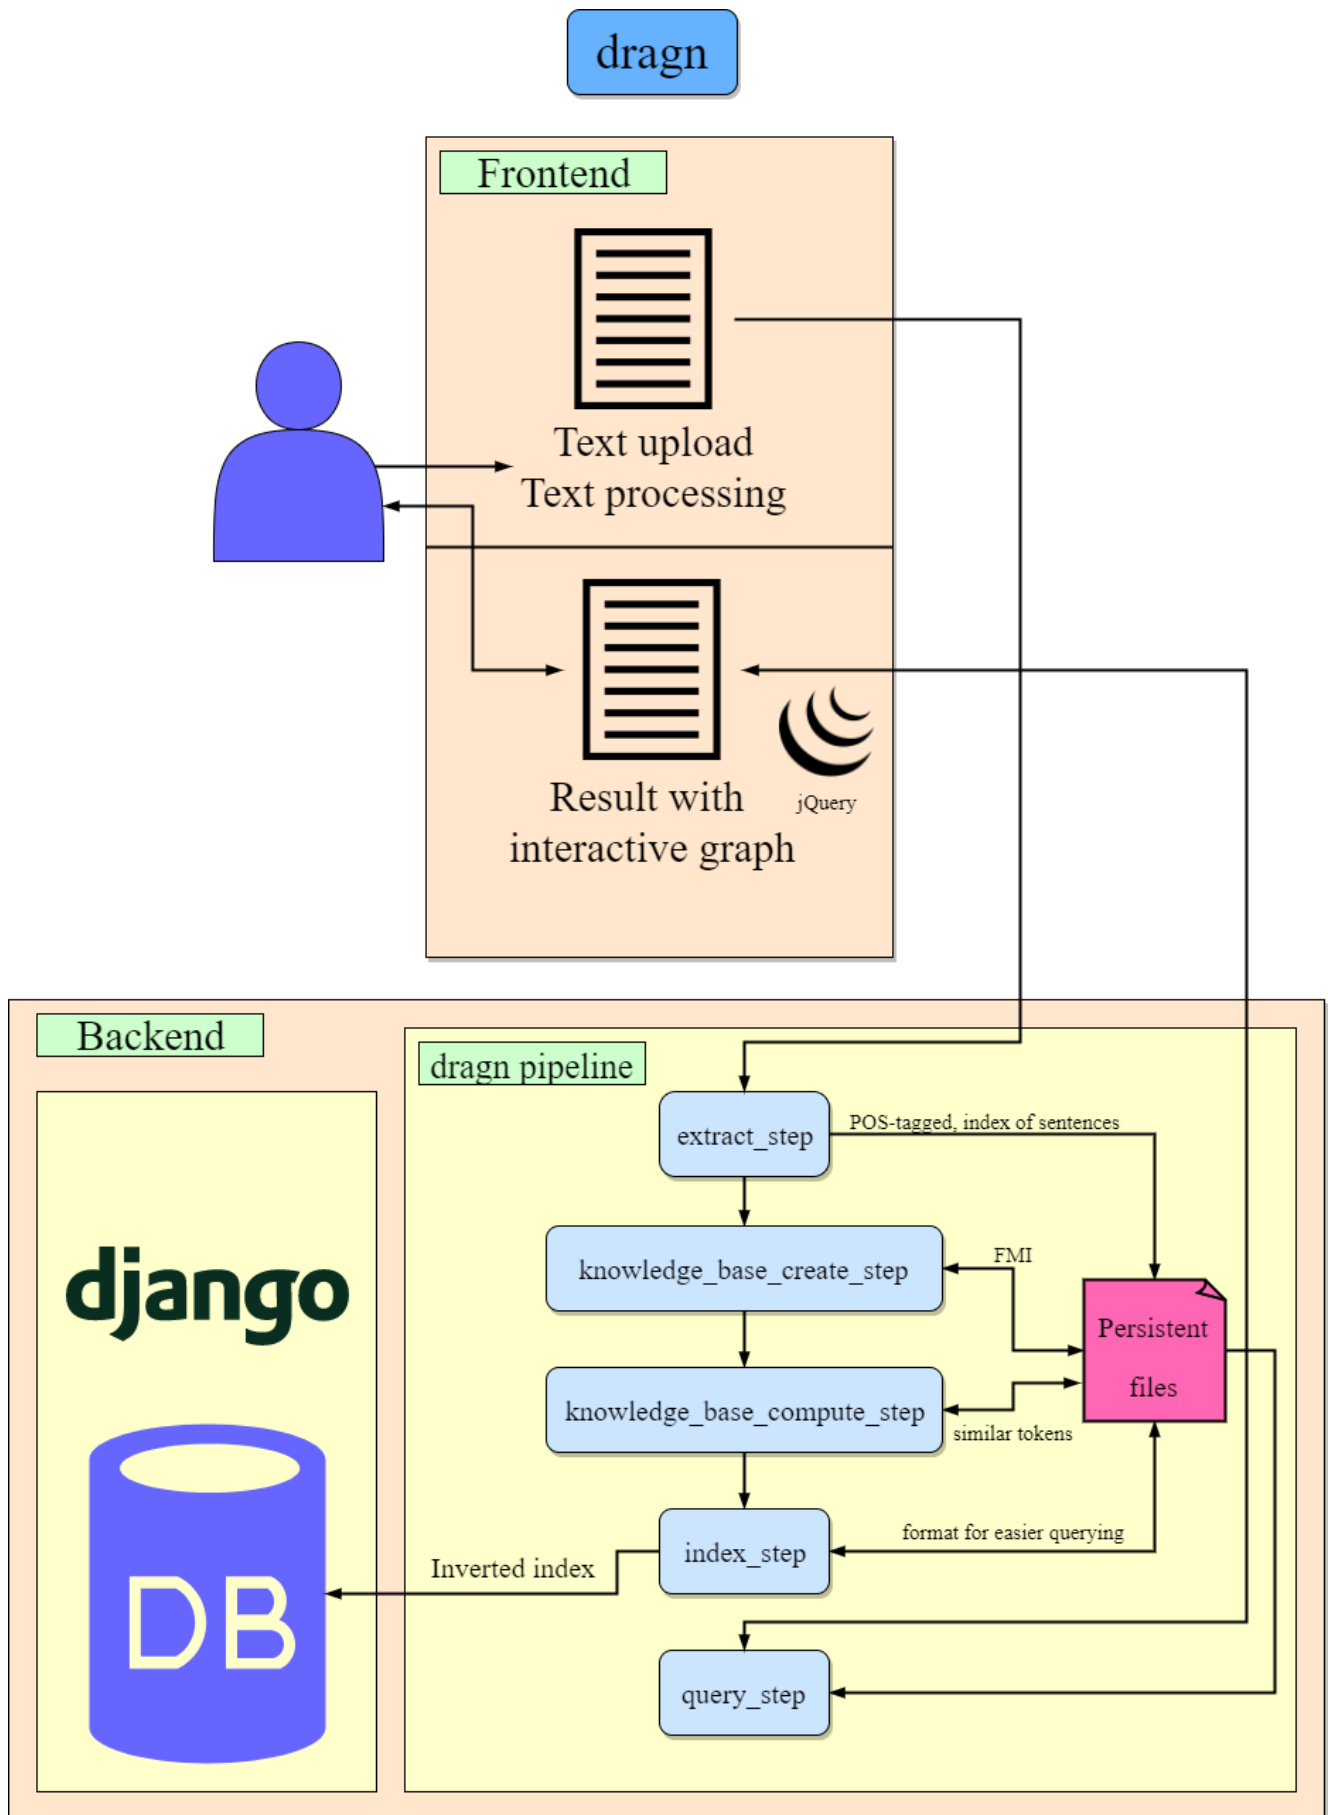 dragn
Frontend
Text upload
Text processing
Result with
interactive graph
jQuery
Backend
dragn pipeline
extract_step
POS-tagged, index of sentences
knowledge_base_create_step
FMI
Persistent
files
knowledge_base_compute_step
similar tokens
django
index_step
format for easier querying
Inverted index
DB
query_step